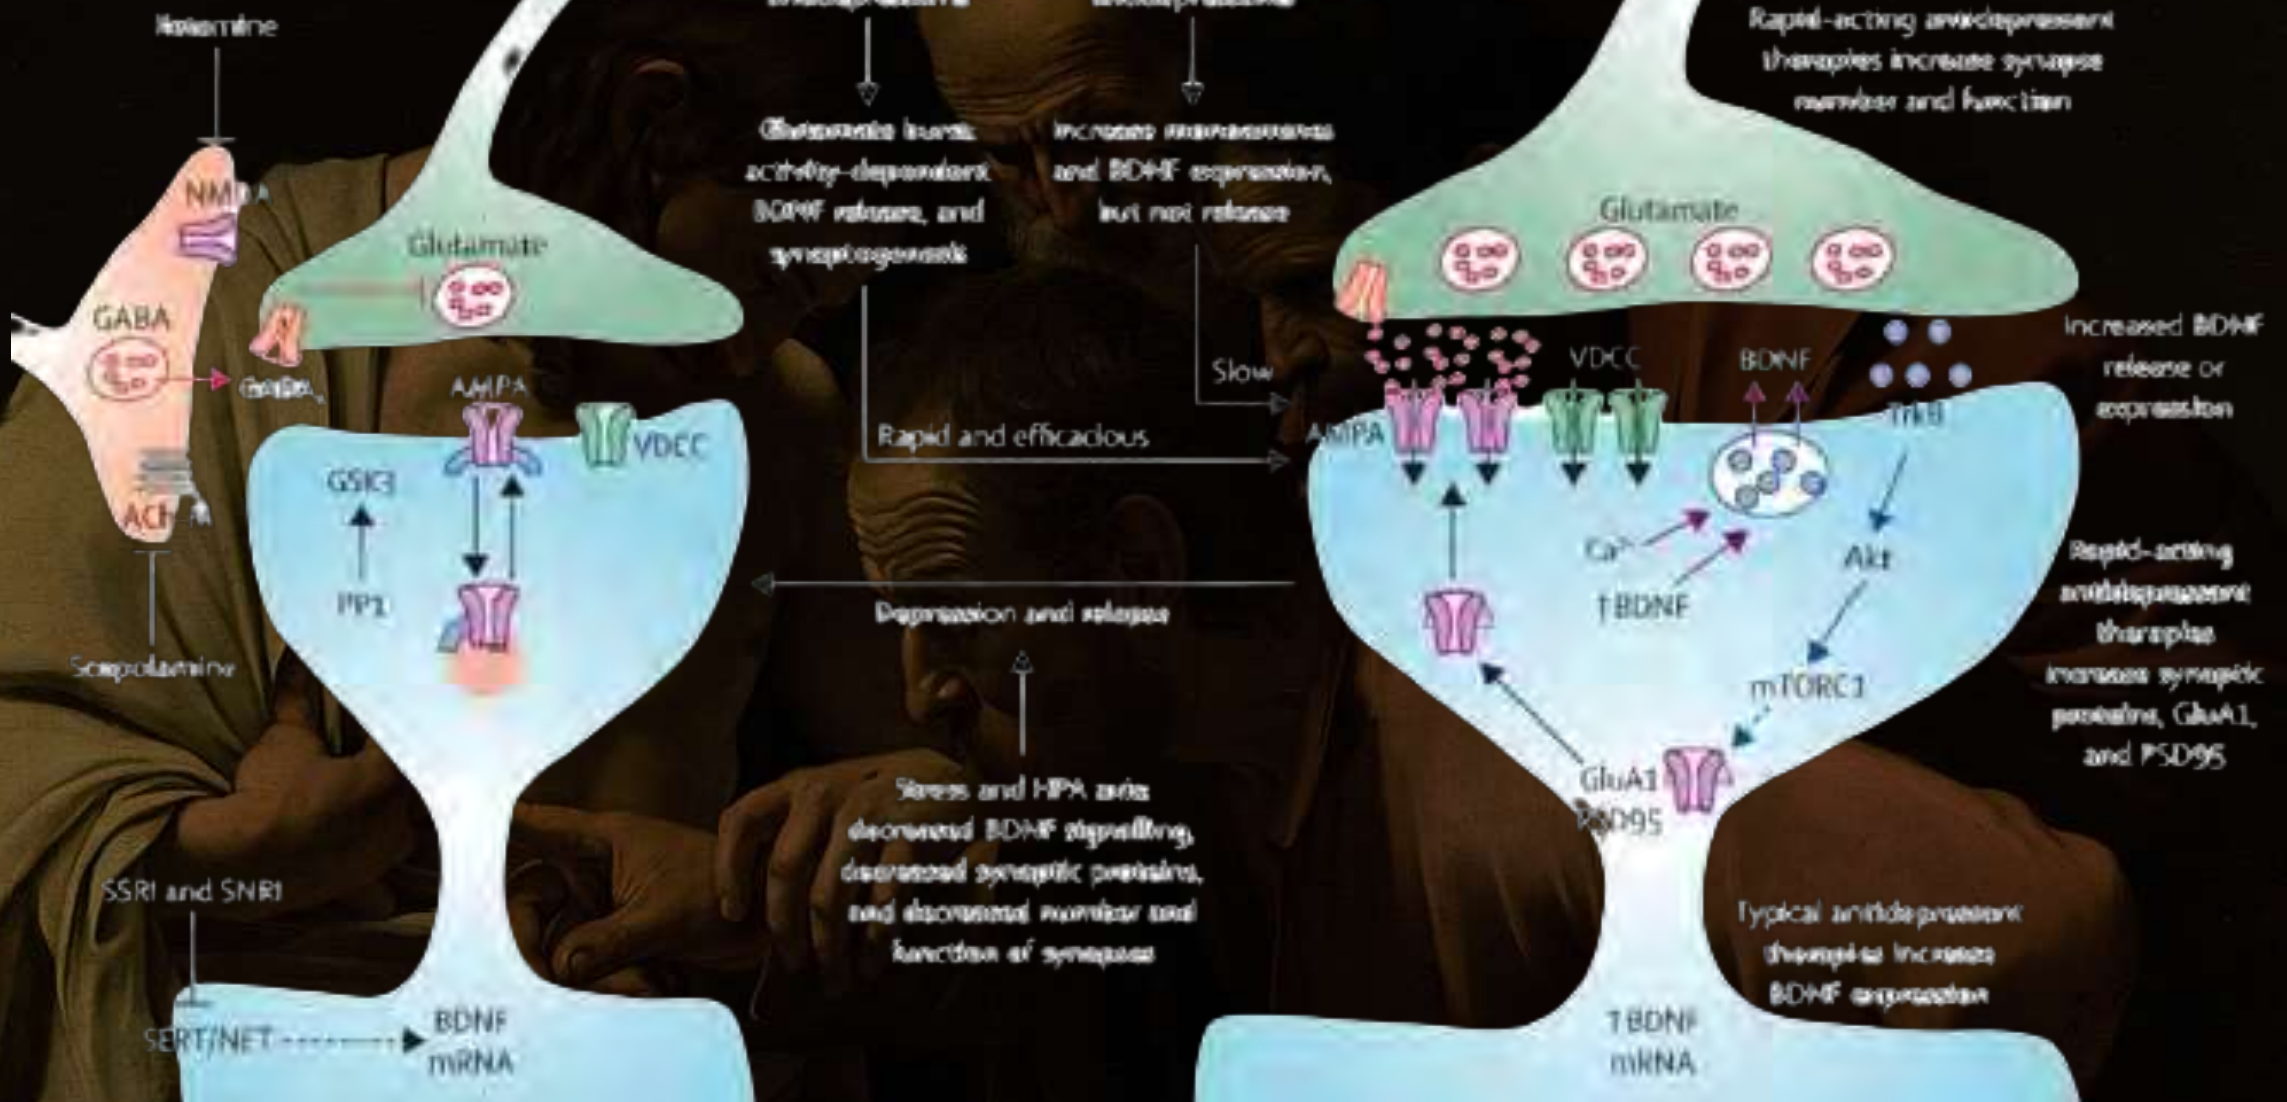 Rapid-acting antidepressant
therapies increase synapse
number and function
NMDA
Glutamate
GABA
AMPA
VDCC
GSK3
PP1
Scopolamine
SSRI and SNRI
SERT/NET
BDNF
mRNA
Glutamate burst,
activity-dependent
BDNF release, and
synaptogenesis
Increase monoamines
and BDNF expression,
but not release
Slow
Rapid and efficacious
Depression and relapse
Stress and HPA axis:
decreased BDNF signalling,
decreased synaptic proteins,
and decreased number and
function of synapses
Glutamate
VDCC
BDNF
TrkB
AMPA
Ca²⁺
↑BDNF
Akt
mTORC1
GluA1
PSD95
↑BDNF
mRNA
Increased BDNF
release or
expression
Rapid-acting
antidepressant
therapies
increase synaptic
proteins, GluA1,
and PSD95
Typical antidepressant
therapies increase
BDNF expression